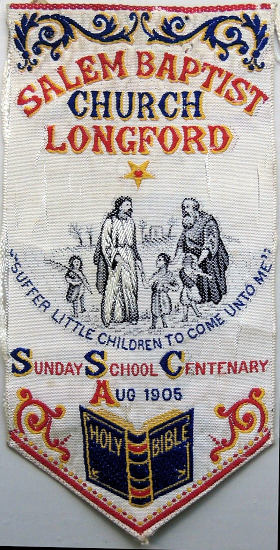 SALEM BAPTIST
CHURCH
LONGFORD
"SUFFER LITTLE CHILDREN TO COME UNTO ME"
SUNDAY SCHOOL CENTENARY
AUG 1905
HOLY BIBLE